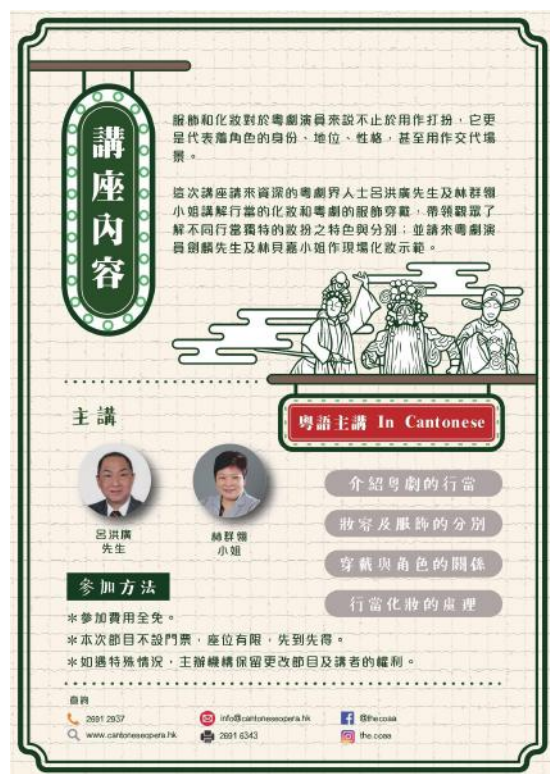 講座內容
服飾和化妝對於粵劇演員來說不止於用作打扮，它更
是代表着角色的身份、地位、性格，甚至用作交代場
景。
這次講座請來資深的粵劇界人士呂洪廣先生及林群翎
小姐講解行當的化妝和粵劇的服飾穿戴，帶領觀眾了
解不同行當獨特的妝扮之特色與分別；並請來粵劇演
員劍麟先生及林貝嘉小姐作現場化妝示範。
主講
粵語主講 In Cantonese
呂洪廣
先生
林群翎
小姐
介紹粵劇的行當
妝容及服飾的分別
穿戴與角色的關係
行當化妝的處理
參加方法
＊參加費用全免。
＊本次節目不設門票，座位有限，先到先得。
＊如遇特殊情況，主辦機構保留更改節目及講者的權利。
查詢
2691 2937
info@cantoneseopera.hk
@thecoaa
www.cantoneseopera.hk
2691 6343
the.coaa